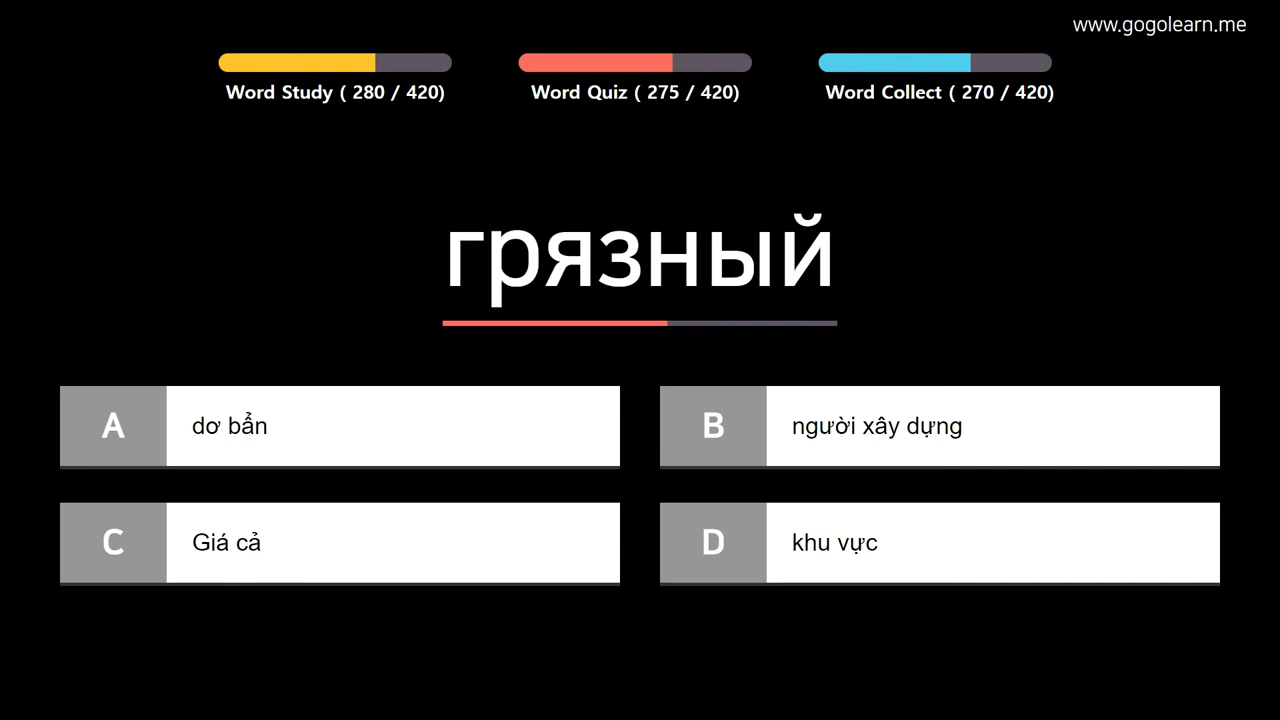 www.gogolearn.me
Word Study ( 280 / 420)
Word Quiz ( 275 / 420)
Word Collect ( 270 / 420)
грязный
A
dơ bẩn
B
người xây dựng
C
Giá cả
D
khu vực